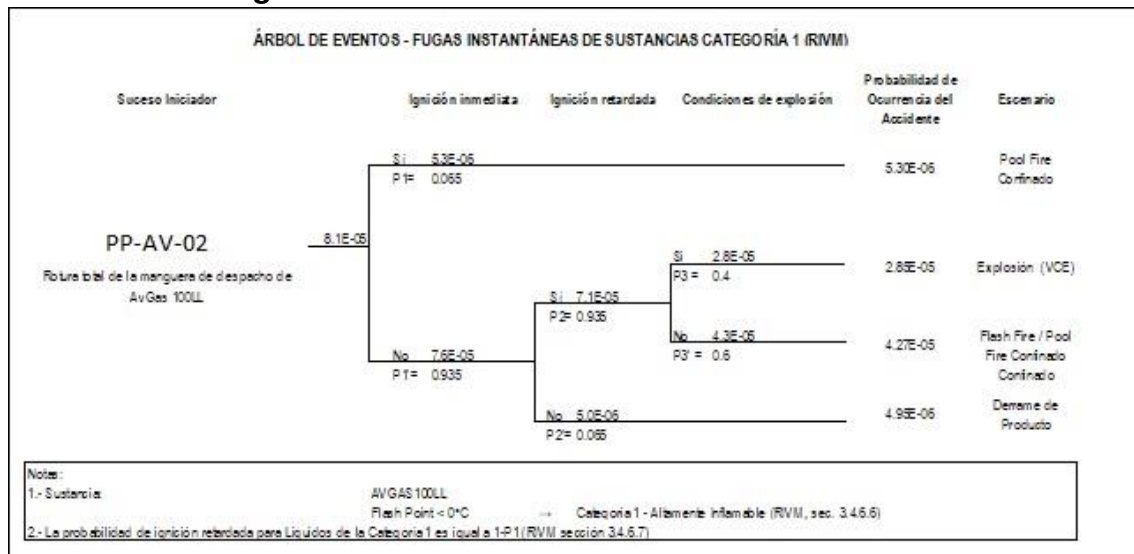 ÁRBOL DE EVENTOS - FUGAS INSTANTÁNEAS DE SUSTANCIAS CATEGORÍA 1 (RIVM)
Suceso Iniciador
Ignición inmediata
Ignición retardada
Condiciones de explosión
Probabilidad de
Ocurrencia del
Accidente
Escenario
Si 5.3E-06
P1= 0.065
5.30E-06
Pool Fire
Confinado
PP-AV-02
8.1E-05
Rotura total de la manguera de despacho de
AvGas 100LL
Si 2.8E-05
P3 = 0.4
2.85E-05
Explosión (VCE)
Si 7.1E-05
P2= 0.935
No 4.3E-05
P3' = 0.6
4.27E-05
Flash Fire / Pool
Fire Confinado
Confinado
No 7.6E-05
P1'= 0.935
No 5.0E-06
P2'= 0.065
4.95E-06
Derrame de
Producto
Notas:
1.- Sustancia: AVGAS 100LL
Flash Point < 0°C → Categoría 1 - Altamente inflamable (RIVM, sec. 3.4.6.6)
2.- La probabilidad de ignición retardada para Líquidos de la Categoría 1 es igual a 1-P1 (RIVM sección 3.4.6.7)